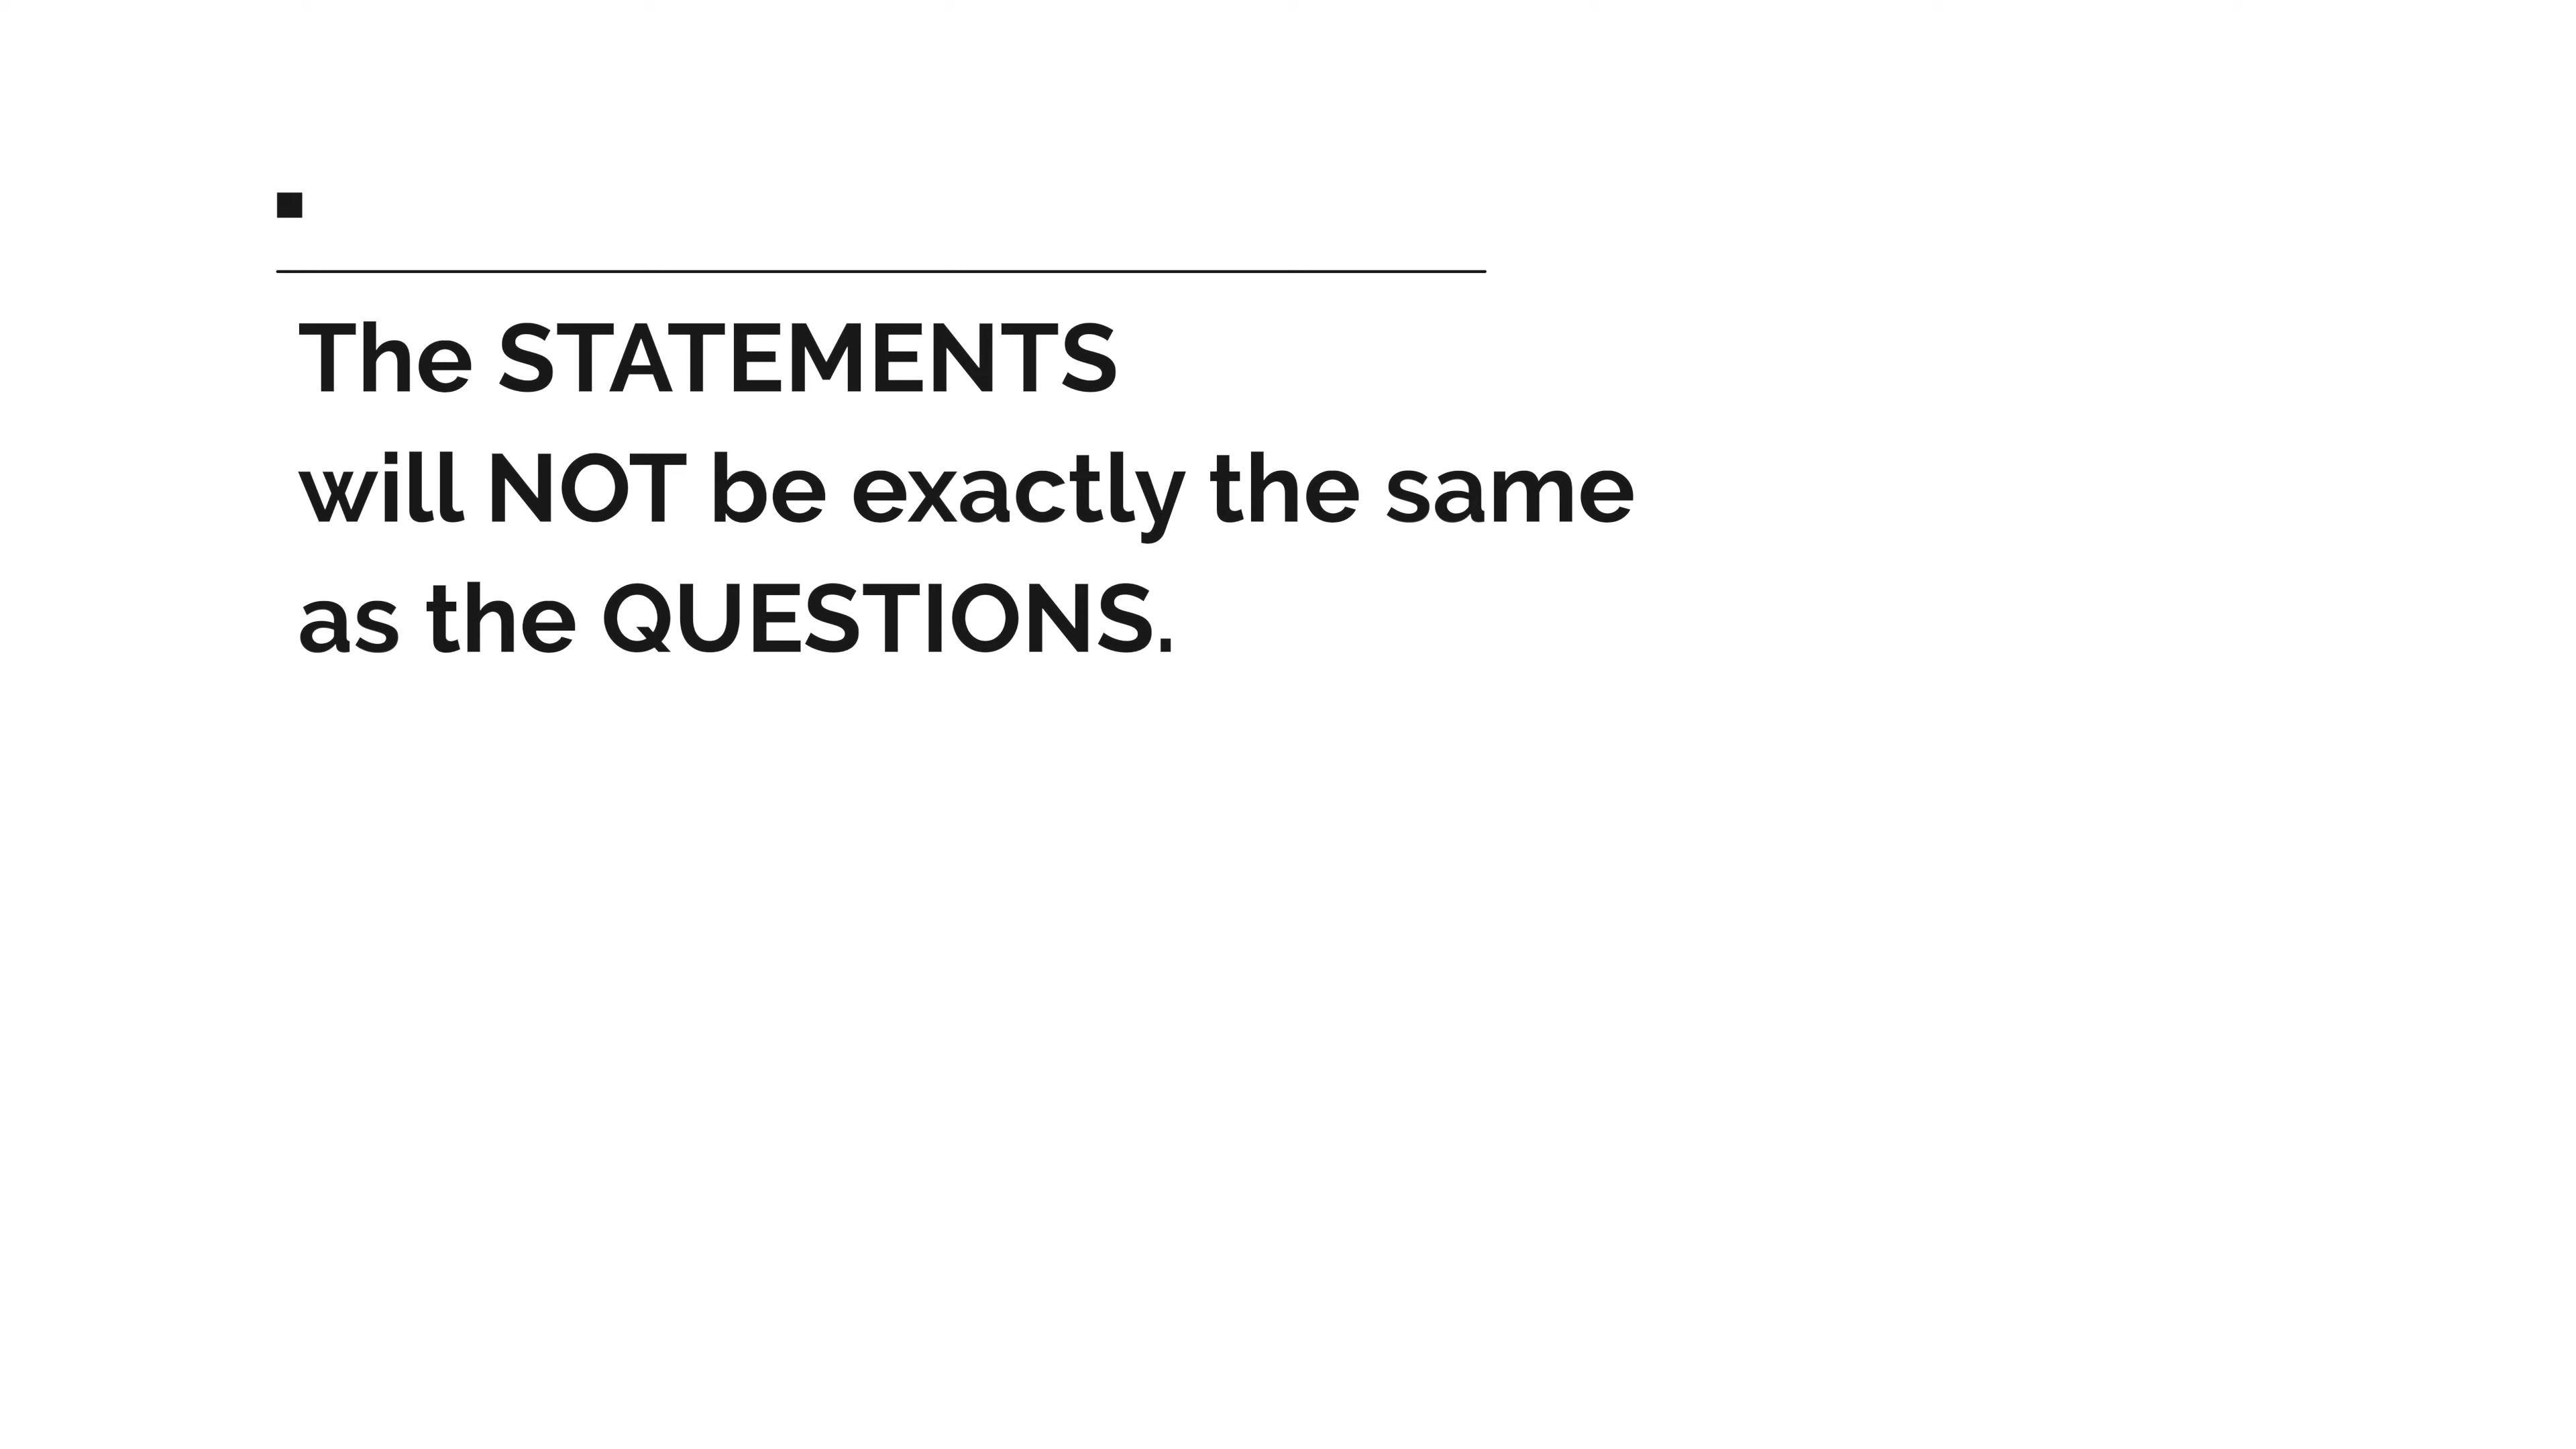 The STATEMENTS
will NOT be exactly the same
as the QUESTIONS.